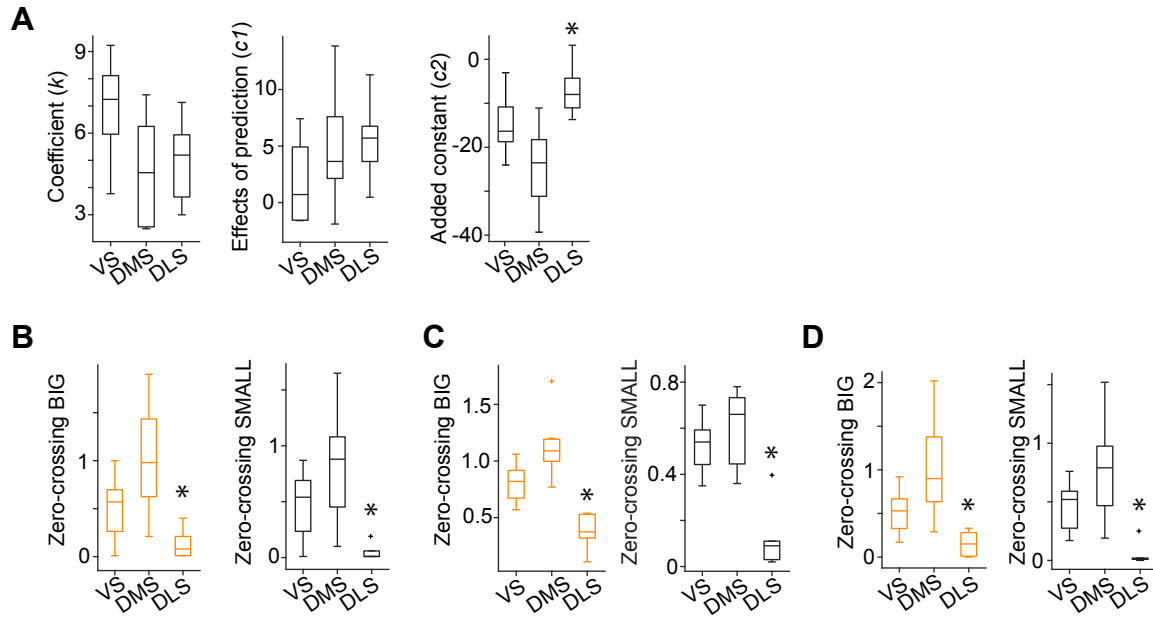 A
Coefficient (k)
9
6
3
VS
DMS
DLS
Effects of prediction (c1)
10
5
0
VS
DMS
DLS
Added constant (c2)
0
-20
-40
*
VS
DMS
DLS
B
Zero-crossing BIG
1
0
*
VS
DMS
DLS
Zero-crossing SMALL
1
0
*
VS
DMS
DLS
C
Zero-crossing BIG
1.5
1.0
0.5
*
VS
DMS
DLS
Zero-crossing SMALL
0.8
0.4
0
*
VS
DMS
DLS
D
Zero-crossing BIG
2
1
0
*
VS
DMS
DLS
Zero-crossing SMALL
1
0
*
VS
DMS
DLS